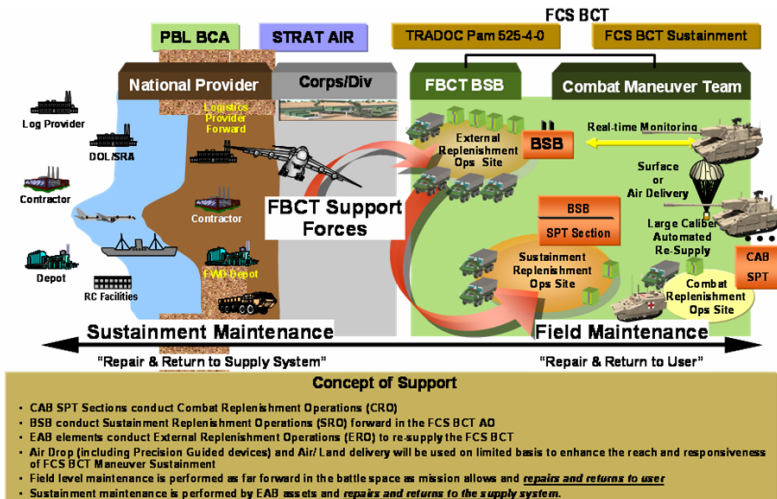 FCS BCT
PBL BCA
STRAT AIR
TRADOC Pam 525-4-0
FCS BCT Sustainment
National Provider
Corps/Div
FBCT BSB
Combat Maneuver Team
Log Provider
Logistics
Provider
Forward
DOL/SRA
External
Replenishment
Ops Site
BSB
Real-time Monitoring
Surface
or
Air Delivery
Contractor
Contractor
FBCT Support
Forces
BSB
SPT Section
Large Caliber
Automated
Re-Supply
CAB
SPT
Depot
FWD Depot
RC Facilities
Sustainment
Replenishment
Ops Site
Combat
Replenishment
Ops Site
Sustainment Maintenance
Field Maintenance
"Repair & Return to Supply System"
"Repair & Return to User"
Concept of Support
• CAB SPT Sections conduct Combat Replenishment Operations (CRO)
• BSB conduct Sustainment Replenishment Operations (SRO) forward in the FCS BCT AO
• EAB elements conduct External Replenishment Operations (ERO) to re-supply the FCS BCT
• Air Drop (including Precision Guided devices) and Air/ Land delivery will be used on limited basis to enhance the reach and responsiveness
of FCS BCT Maneuver Sustainment
• Field level maintenance is performed as far forward in the battle space as mission allows and repairs and returns to user
• Sustainment maintenance is performed by EAB assets and repairs and returns to the supply system.